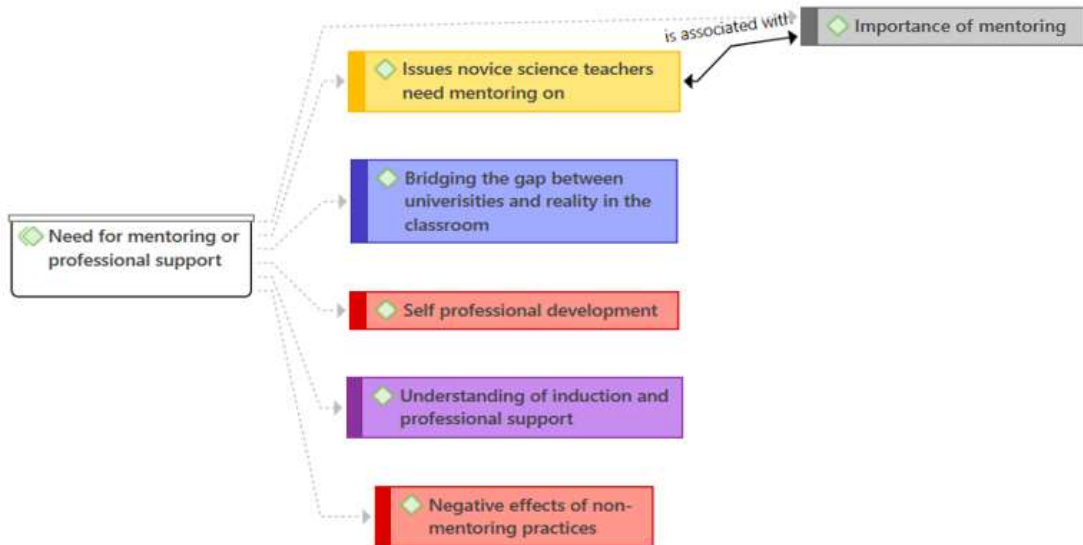 is associated with
Importance of mentoring
Issues novice science teachers
need mentoring on
Bridging the gap between
univerisities and reality in the
classroom
Need for mentoring or
professional support
Self professional development
Understanding of induction and
professional support
Negative effects of non-
mentoring practices